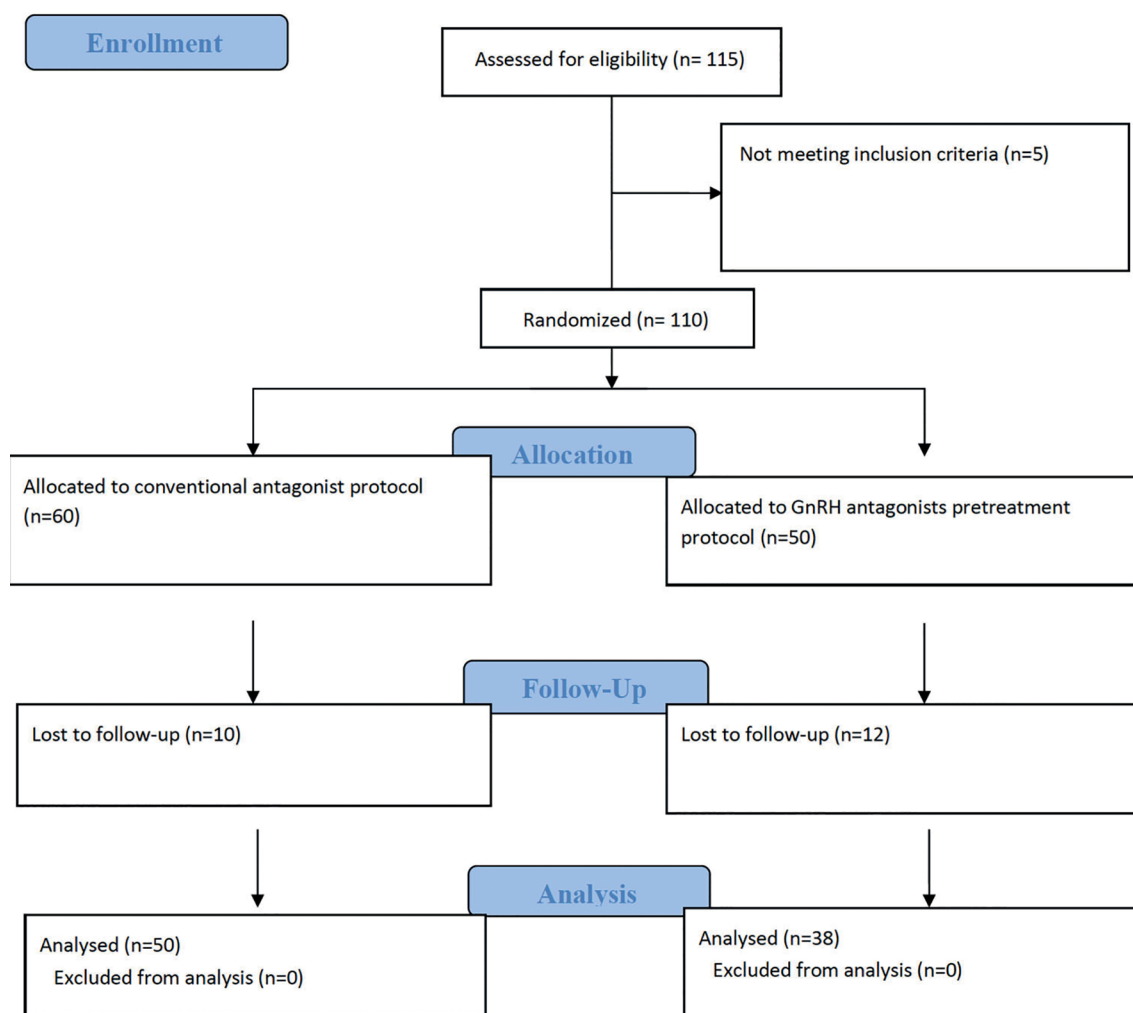 Enrollment
Assessed for eligibility (n= 115)
Not meeting inclusion criteria (n=5)
Randomized (n= 110)
Allocation
Allocated to conventional antagonist protocol
(n=60)
Allocated to GnRH antagonists pretreatment
protocol (n=50)
Follow-Up
Lost to follow-up (n=10)
Lost to follow-up (n=12)
Analysis
Analysed (n=50)
Excluded from analysis (n=0)
Analysed (n=38)
Excluded from analysis (n=0)